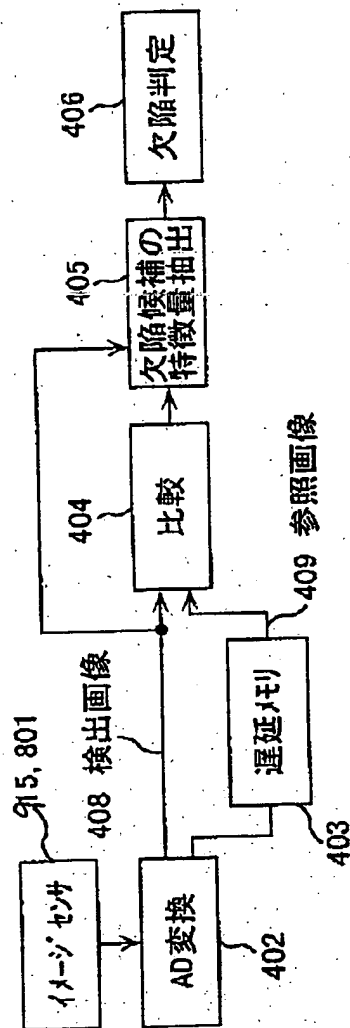 915, 801
イメージセンサ
AD変換
402
408 検出画像
遅延メモリ
403
409 参照画像
比較
404
欠陥候補の
特徴量抽出
405
欠陥判定
406